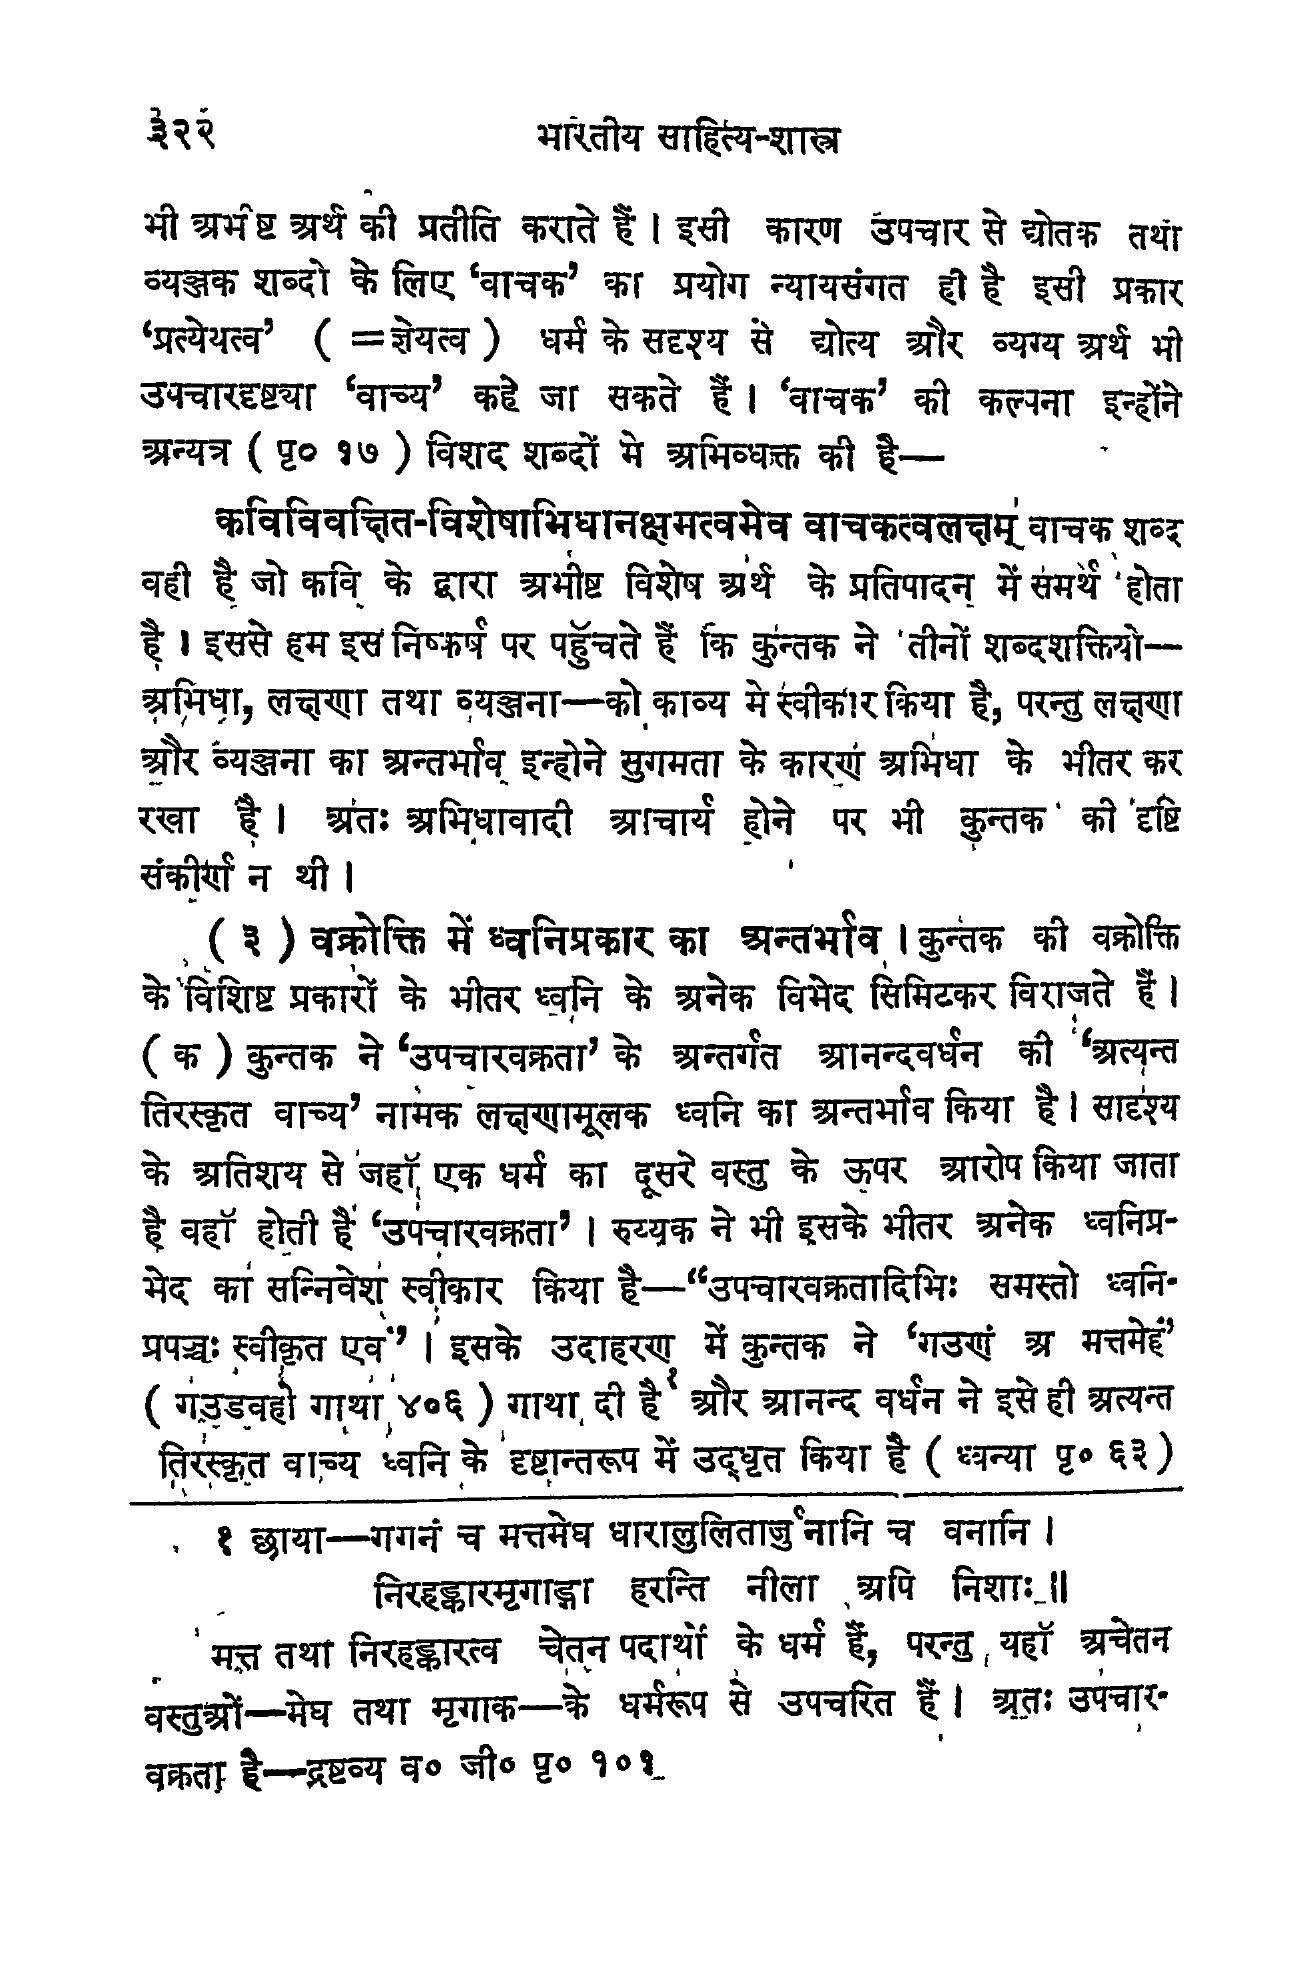 ३२२ भारतीय साहित्य-शास्त्र
भी अभीष्ट अर्थ की प्रतीति कराते हैं। इसी कारण उपचार से द्योतक तथा
व्यञ्जक शब्दो के लिए ‘वाचक’ का प्रयोग न्यायसंगत ही है इसी प्रकार
‘प्रत्येयत्व’ ( =ज्ञेयत्व ) धर्म के सदृश्य से द्योत्य और व्यग्य अर्थ भी
उपचारदृष्ट्या ‘वाच्य’ कहे जा सकते हैं। ‘वाचक’ की कल्पना इन्होंने
अन्यत्र ( पृ० १७ ) विशद शब्दों मे अभिव्यक्त की है—
कविविवक्षित-विशेषाभिधानक्षमत्वमेव वाचकत्वलक्षम् वाचक शब्द
वही है जो कवि के द्वारा अभीष्ट विशेष अर्थ के प्रतिपादन में समर्थ होता
है। इससे हम इस निष्कर्ष पर पहुँचते हैं कि कुन्तक ने तीनों शब्दशक्तियो—
अभिधा, लक्षणा तथा व्यञ्जना—को काव्य मे स्वीकार किया है, परन्तु लक्षणा
और व्यञ्जना का अन्तर्भाव इन्होने सुगमता के कारण अभिधा के भीतर कर
रखा है। अतः अभिधावादी आचार्य होने पर भी कुन्तक की दृष्टि
संकीर्ण न थी।
( ३ ) वक्रोक्ति में ध्वनिप्रकार का अन्तर्भाव। कुन्तक की वक्रोक्ति
के विशिष्ट प्रकारों के भीतर ध्वनि के अनेक विभेद सिमिटकर विराजते हैं।
( क ) कुन्तक ने ‘उपचारवक्रता’ के अन्तर्गत आनन्दवर्धन की ‘अत्यन्त
तिरस्कृत वाच्य’ नामक लक्षणामूलक ध्वनि का अन्तर्भाव किया है। सादृश्य
के अतिशय से जहाँ एक धर्म का दूसरे वस्तु के ऊपर आरोप किया जाता
है वहाँ होती है ‘उपचारवक्रता’। रुय्यक ने भी इसके भीतर अनेक ध्वनिप्र-
भेद का सन्निवेश स्वीकार किया है—“उपचारवक्रतादिभिः समस्तो ध्वनि-
प्रपञ्चः स्वीकृत एव”। इसके उदाहरण में कुन्तक ने ‘गउणं अ मत्तमेहं’
( गउडवहो गाथा ४०६ ) गाथा दी है१ और आनन्द वर्धन ने इसे ही अत्यन्त
तिरस्कृत वाच्य ध्वनि के दृष्टान्तरूप में उद्धृत किया है ( ध्वन्या पृ० ६३ )
१ छाया—गगनं च मत्तमेघ धारालुलितार्जुनानि च वनानि।
निरहङ्कारमृगाङ्का हरन्ति नीला अपि निशाः॥
मत्त तथा निरहङ्कारत्व चेतन पदार्थों के धर्म हैं, परन्तु यहाँ अचेतन
वस्तुओं—मेघ तथा मृगाक—के धर्मरूप से उपचरित हैं। अतः उपचार-
वक्रता है—द्रष्टव्य व० जी० पृ० १०१